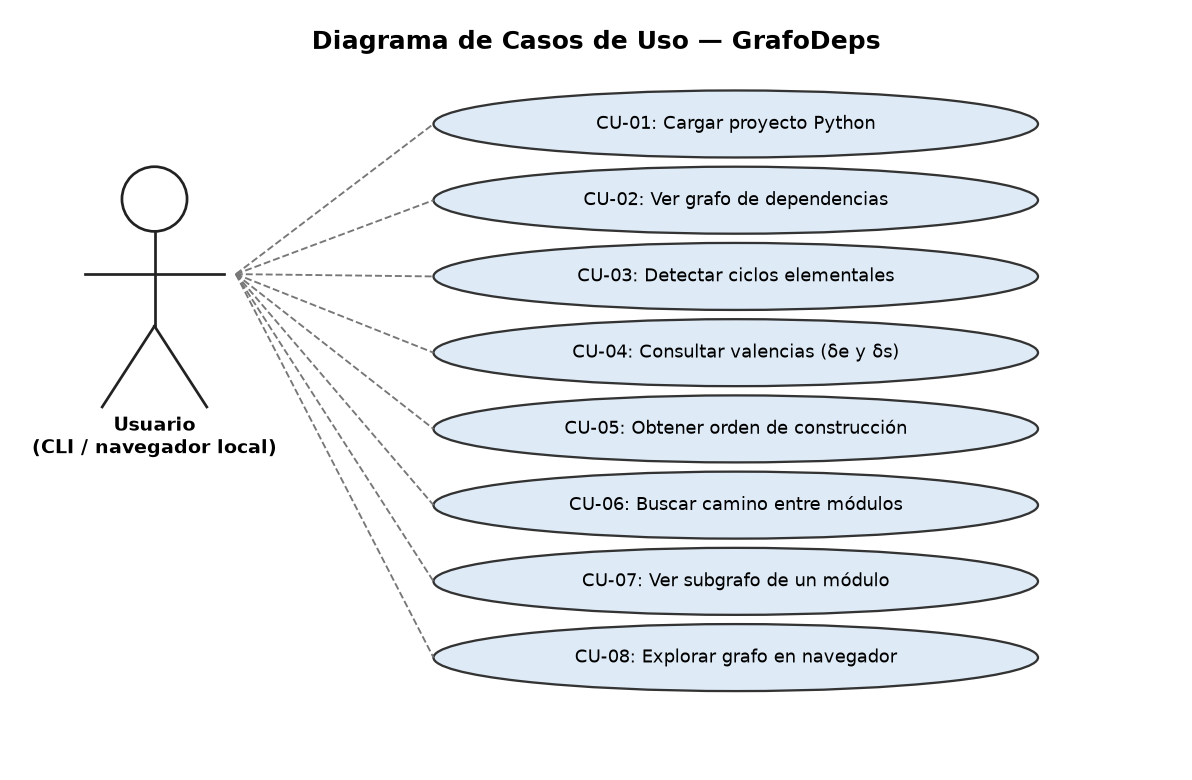 Diagrama de Casos de Uso — GrafoDeps
CU-01: Cargar proyecto Python
CU-02: Ver grafo de dependencias
CU-03: Detectar ciclos elementales
CU-04: Consultar valencias (δe y δs)
CU-05: Obtener orden de construcción
CU-06: Buscar camino entre módulos
CU-07: Ver subgrafo de un módulo
CU-08: Explorar grafo en navegador
Usuario
(CLI / navegador local)